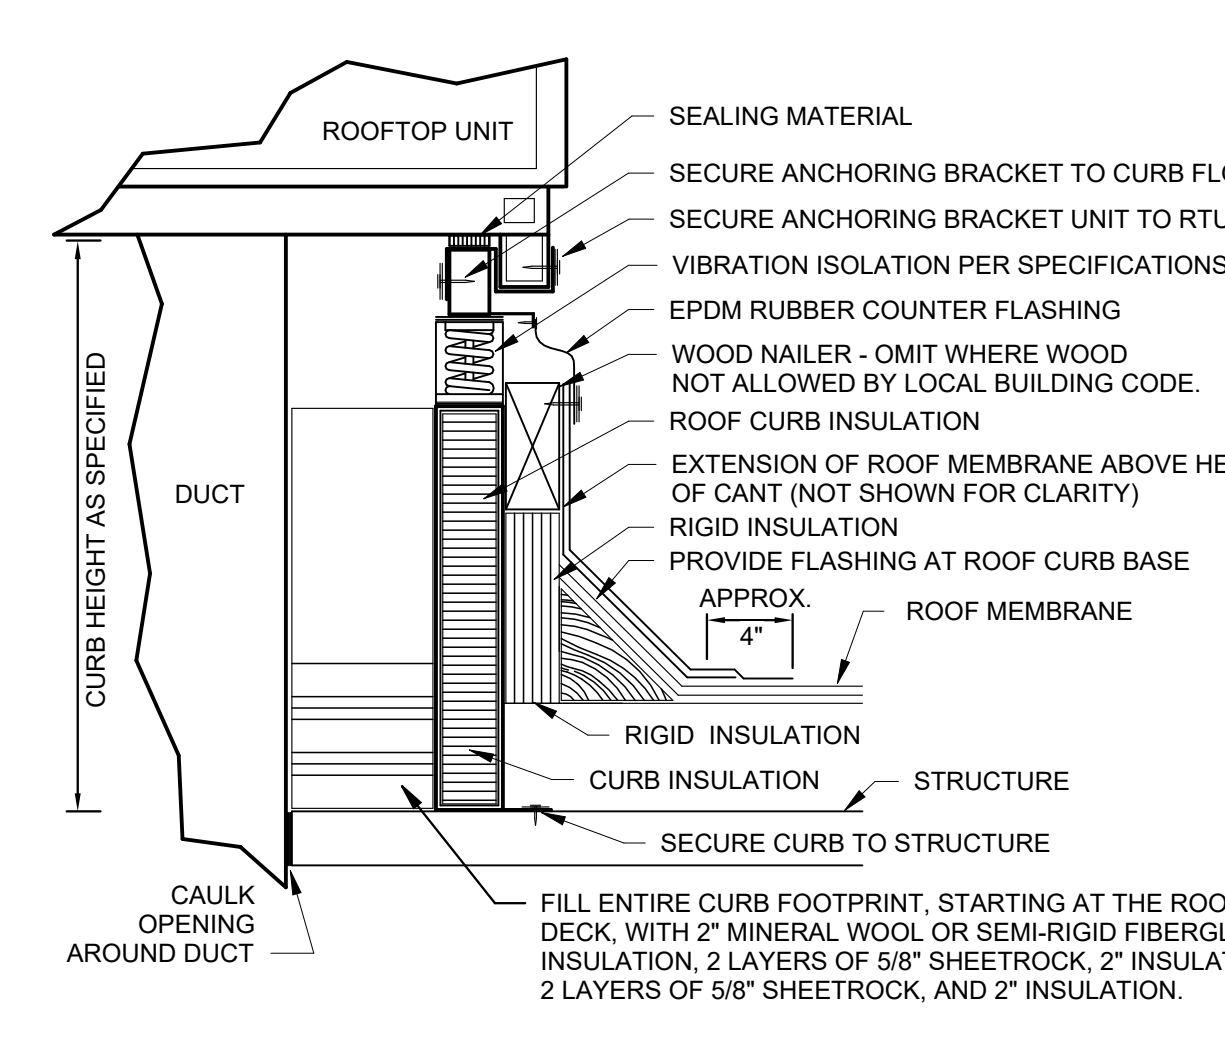 ROOFTOP UNIT
SEALING MATERIAL
SECURE ANCHORING BRACKET TO CURB
SECURE ANCHORING BRACKET UNIT TO RTU
VIBRATION ISOLATION PER SPECIFICATIONS
EPDM RUBBER COUNTER FLASHING
WOOD NAILER - OMIT WHERE WOOD
NOT ALLOWED BY LOCAL BUILDING CODE.
ROOF CURB INSULATION
EXTENSION OF ROOF MEMBRANE ABOVE
OF CANT (NOT SHOWN FOR CLARITY)
RIGID INSULATION
PROVIDE FLASHING AT ROOF CURB BASE
APPROX.
4"
ROOF MEMBRANE
CURB HEIGHT AS SPECIFIED
DUCT
RIGID INSULATION
CURB INSULATION
STRUCTURE
SECURE CURB TO STRUCTURE
CAULK
OPENING
AROUND DUCT
FILL ENTIRE CURB FOOTPRINT, STARTING AT THE
DECK, WITH 2" MINERAL WOOL OR SEMI-RIGID
INSULATION, 2 LAYERS OF 5/8" SHEETROCK, 2"
2 LAYERS OF 5/8" SHEETROCK, AND 2" INSULATION.